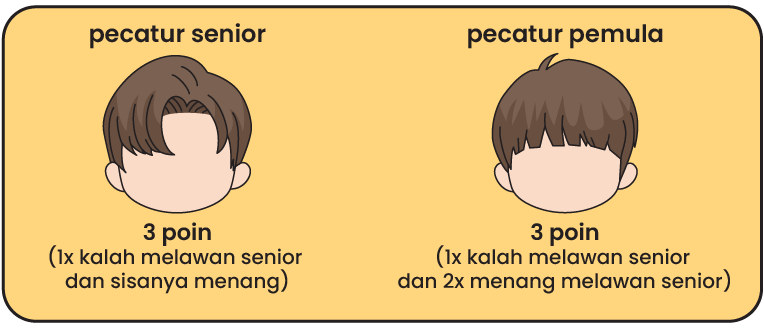 pecatur senior
3 poin
(1x kalah melawan senior
dan sisanya menang)
pecatur pemula
3 poin
(1x kalah melawan senior
dan 2x menang melawan senior)